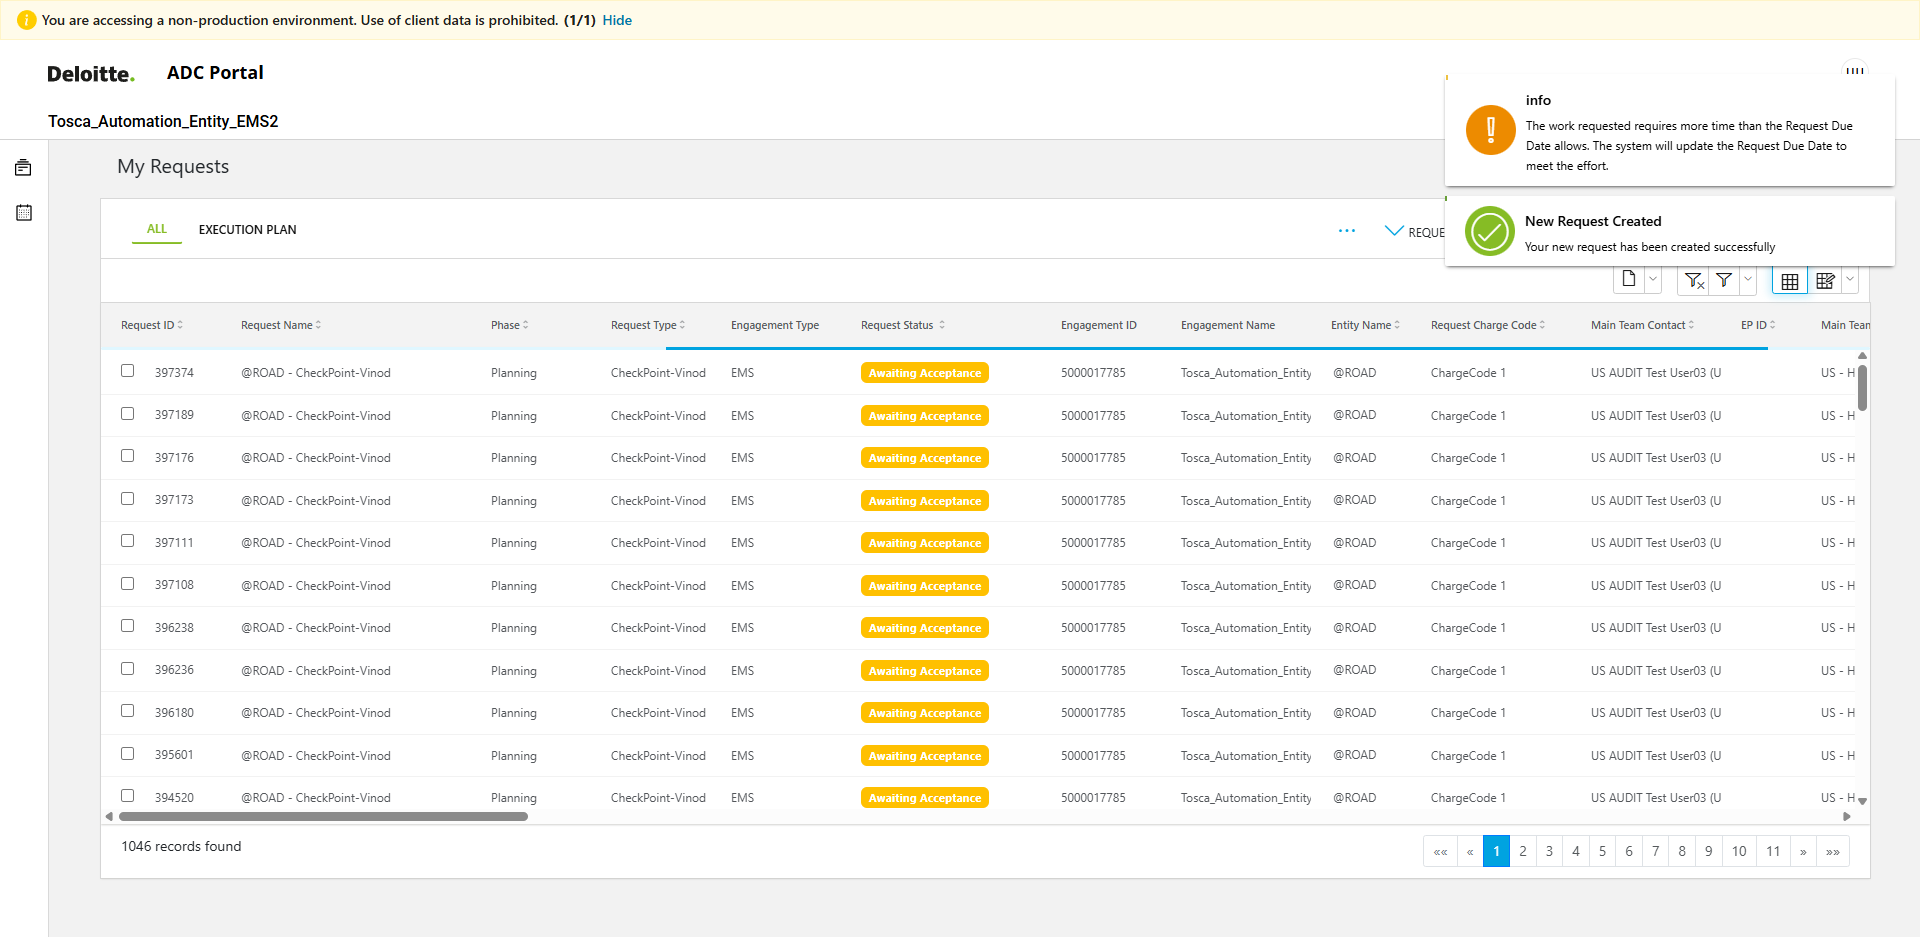 You are accessing a non-production environment. Use of client data is prohibited. (1/1) Hide
Deloitte. ADC Portal
Tosca_Automation_Entity_EMS2
info
The work requested requires more time than the Request Due
Date allows. The system will update the Request Due Date to
meet the effort.
New Request Created
Your new request has been created successfully
My Requests
ALL EXECUTION PLAN ... REQUE
Request ID Request Name Phase Request Type Engagement Type Request Status Engagement ID Engagement Name Entity Name Request Charge Code Main Team Contact EP ID Main Tean
397374 @ROAD - CheckPoint-Vinod Planning CheckPoint-Vinod EMS Awaiting Acceptance 5000017785 Tosca_Automation_Entity @ROAD ChargeCode 1 US AUDIT Test User03 (U US - H
397189 @ROAD - CheckPoint-Vinod Planning CheckPoint-Vinod EMS Awaiting Acceptance 5000017785 Tosca_Automation_Entity @ROAD ChargeCode 1 US AUDIT Test User03 (U US - H
397176 @ROAD - CheckPoint-Vinod Planning CheckPoint-Vinod EMS Awaiting Acceptance 5000017785 Tosca_Automation_Entity @ROAD ChargeCode 1 US AUDIT Test User03 (U US - H
397173 @ROAD - CheckPoint-Vinod Planning CheckPoint-Vinod EMS Awaiting Acceptance 5000017785 Tosca_Automation_Entity @ROAD ChargeCode 1 US AUDIT Test User03 (U US - H
397111 @ROAD - CheckPoint-Vinod Planning CheckPoint-Vinod EMS Awaiting Acceptance 5000017785 Tosca_Automation_Entity @ROAD ChargeCode 1 US AUDIT Test User03 (U US - H
397108 @ROAD - CheckPoint-Vinod Planning CheckPoint-Vinod EMS Awaiting Acceptance 5000017785 Tosca_Automation_Entity @ROAD ChargeCode 1 US AUDIT Test User03 (U US - H
396238 @ROAD - CheckPoint-Vinod Planning CheckPoint-Vinod EMS Awaiting Acceptance 5000017785 Tosca_Automation_Entity @ROAD ChargeCode 1 US AUDIT Test User03 (U US - H
396236 @ROAD - CheckPoint-Vinod Planning CheckPoint-Vinod EMS Awaiting Acceptance 5000017785 Tosca_Automation_Entity @ROAD ChargeCode 1 US AUDIT Test User03 (U US - H
396180 @ROAD - CheckPoint-Vinod Planning CheckPoint-Vinod EMS Awaiting Acceptance 5000017785 Tosca_Automation_Entity @ROAD ChargeCode 1 US AUDIT Test User03 (U US - H
395601 @ROAD - CheckPoint-Vinod Planning CheckPoint-Vinod EMS Awaiting Acceptance 5000017785 Tosca_Automation_Entity @ROAD ChargeCode 1 US AUDIT Test User03 (U US - H
394520 @ROAD - CheckPoint-Vinod Planning CheckPoint-Vinod EMS Awaiting Acceptance 5000017785 Tosca_Automation_Entity @ROAD ChargeCode 1 US AUDIT Test User03 (U US - H
1046 records found «« « 1 2 3 4 5 6 7 8 9 10 11 » »»